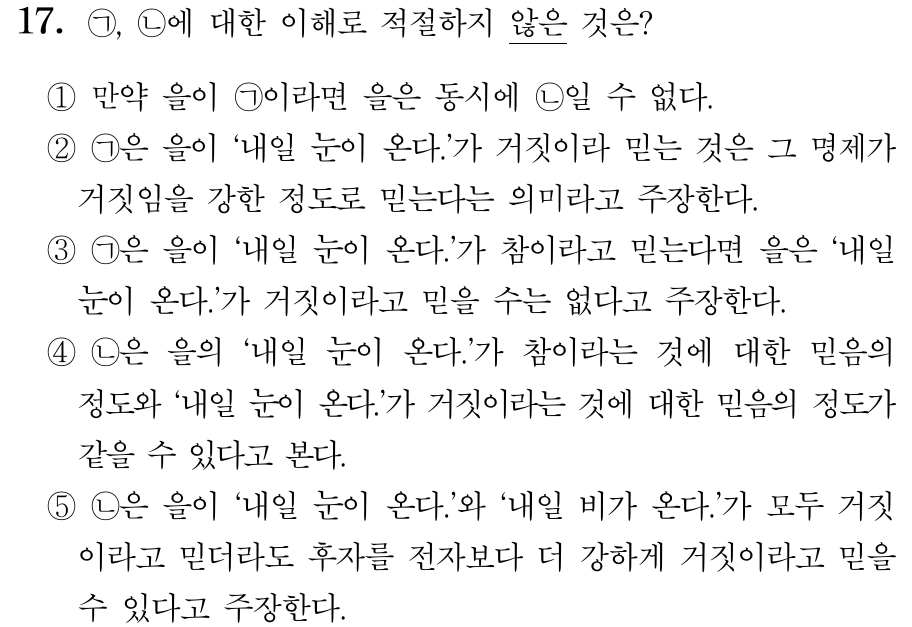 17. ㉠, ㉡에 대한 이해로 적절하지 않은 것은?
① 만약 을이 ㉠이라면 을은 동시에 ㉡일 수 없다.
② ㉠은 을이 ‘내일 눈이 온다.’가 거짓이라 믿는 것은 그 명제가
거짓임을 강한 정도로 믿는다는 의미라고 주장한다.
③ ㉠은 을이 ‘내일 눈이 온다.’가 참이라고 믿는다면 을은 ‘내일
눈이 온다.’가 거짓이라고 믿을 수는 없다고 주장한다.
④ ㉡은 을의 ‘내일 눈이 온다.’가 참이라는 것에 대한 믿음의
정도와 ‘내일 눈이 온다.’가 거짓이라는 것에 대한 믿음의 정도가
같을 수 있다고 본다.
⑤ ㉡은 을이 ‘내일 눈이 온다.’와 ‘내일 비가 온다.’가 모두 거짓
이라고 믿더라도 후자를 전자보다 더 강하게 거짓이라고 믿을
수 있다고 주장한다.